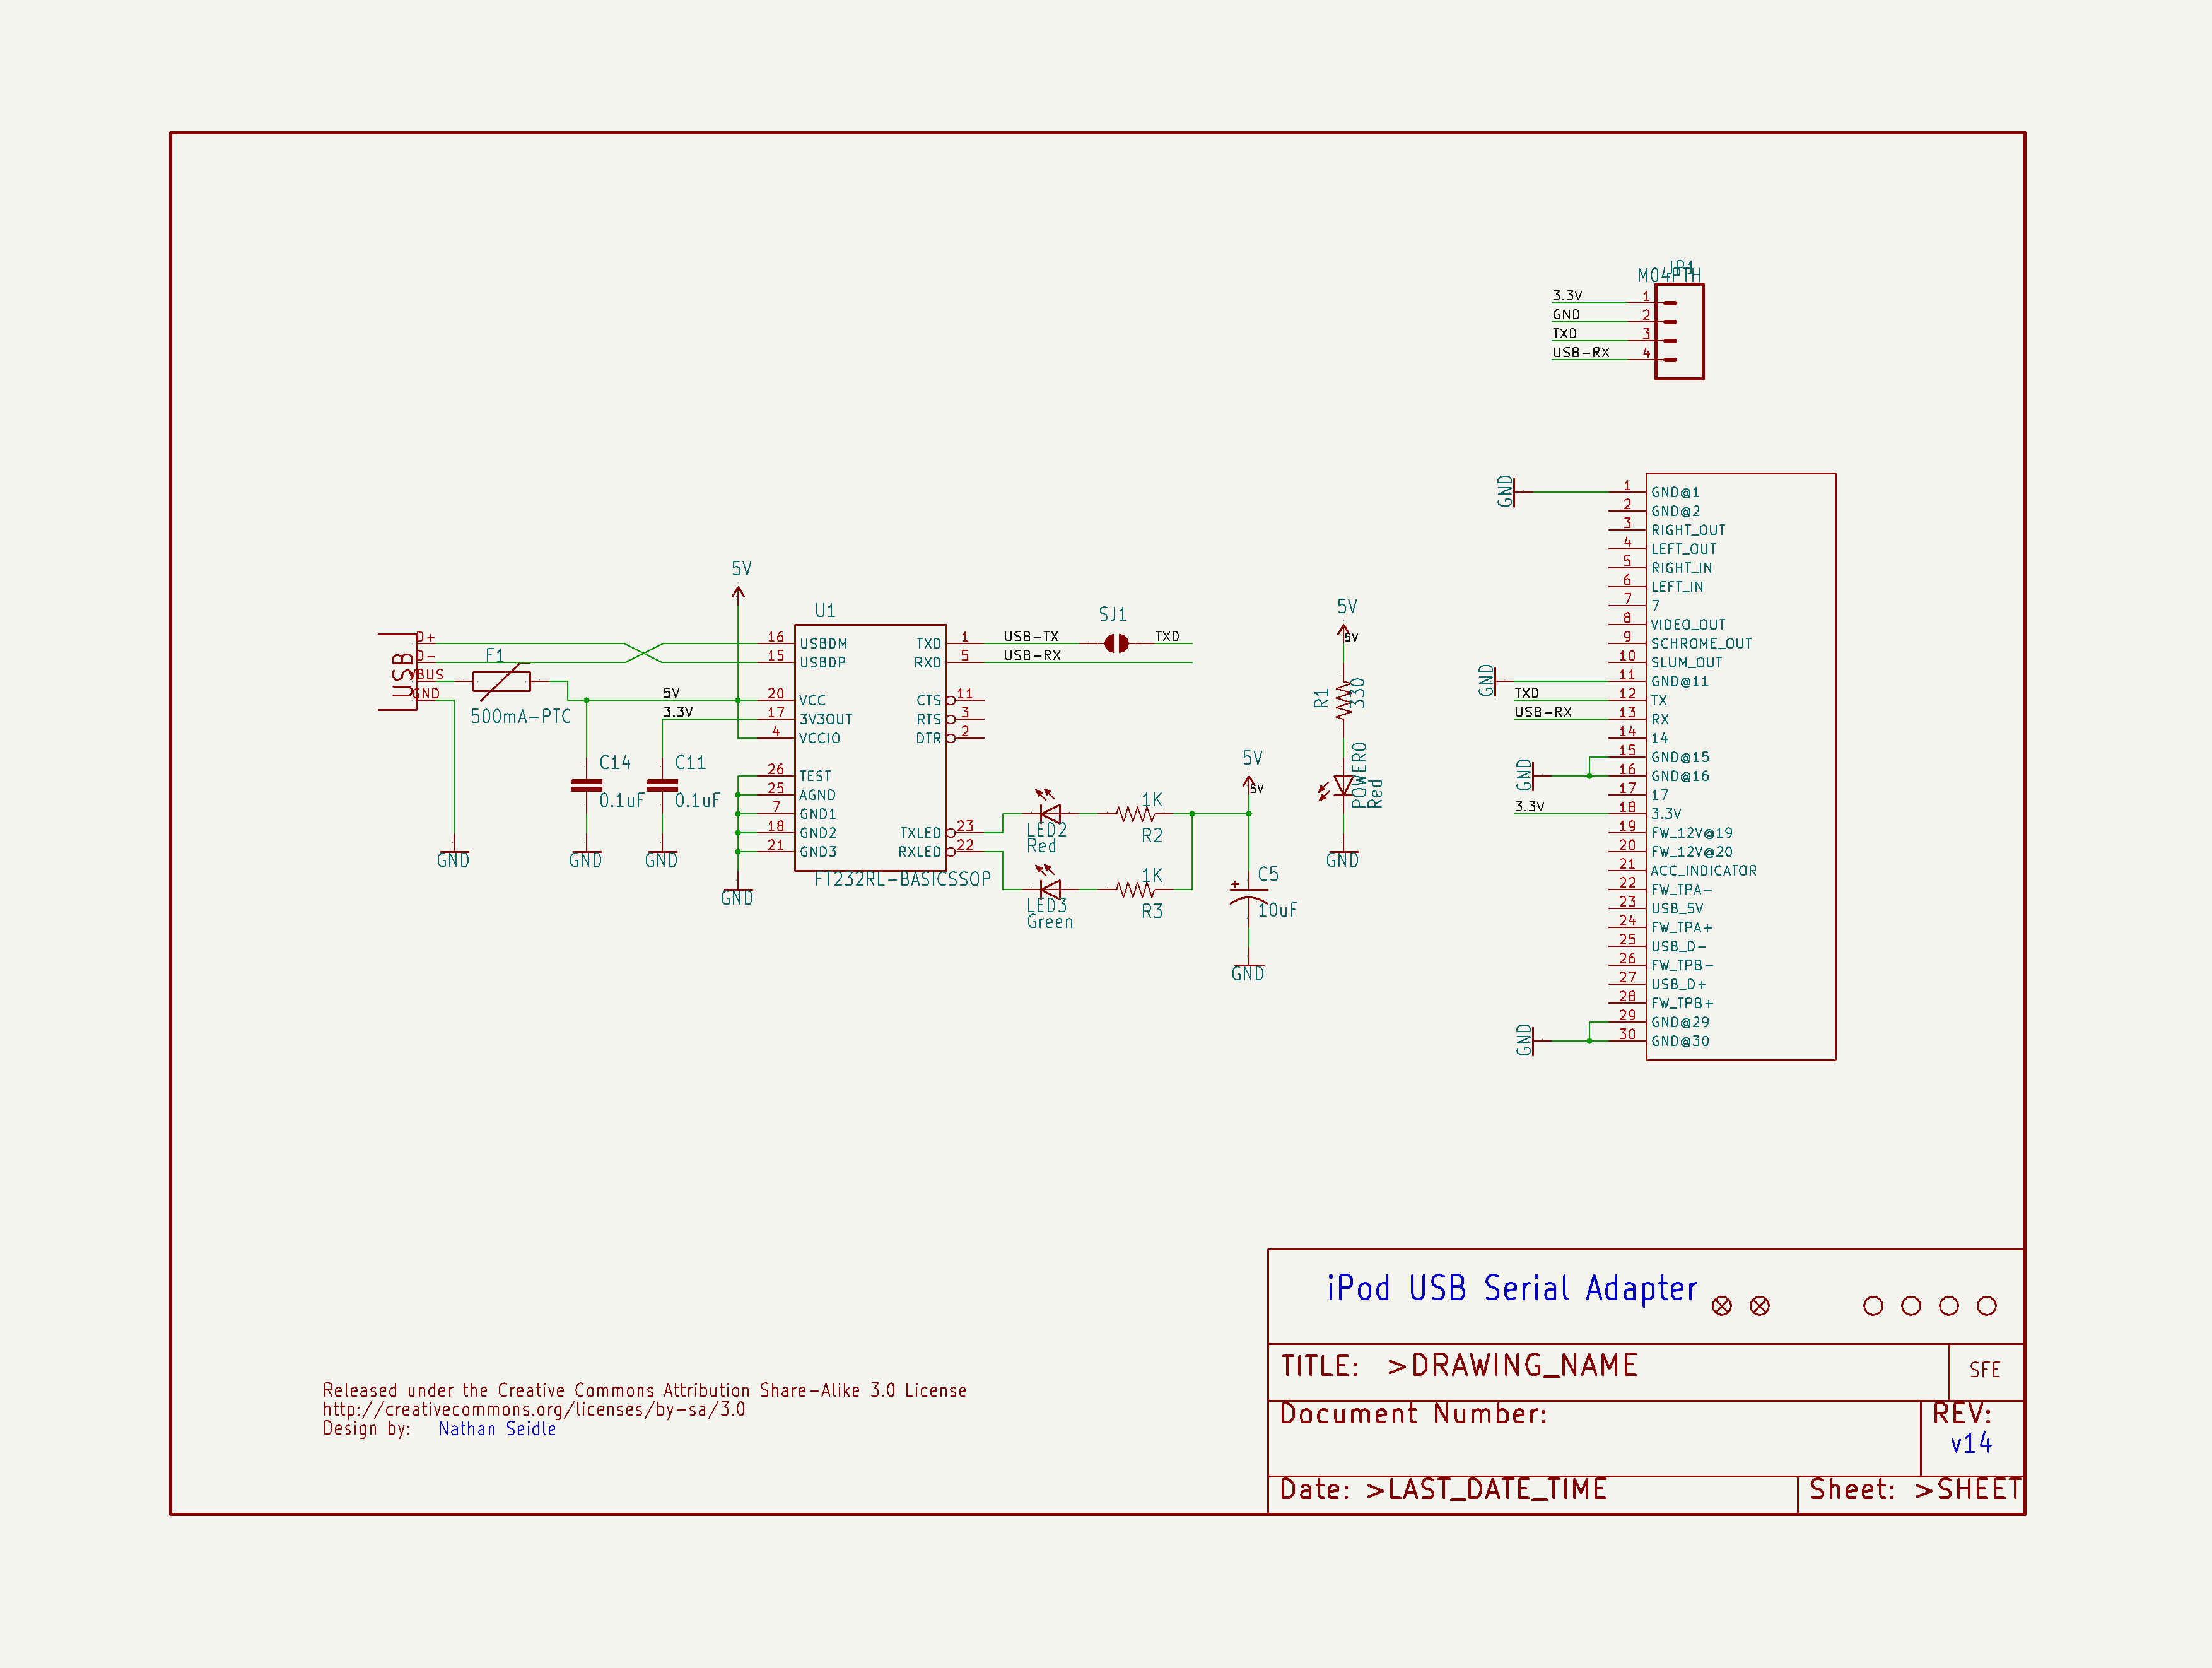 JP1
M04PTH
3.3V 1
GND 2
TXD 3
USB-RX 4
GND 1 GND@1
2 GND@2
3 RIGHT_OUT
4 LEFT_OUT
5 RIGHT_IN
6 LEFT_IN
7 7
8 VIDEO_OUT
9 SCHROME_OUT
10 SLUM_OUT
GND 11 GND@11
TXD 12 TX
USB-RX 13 RX
14 14
15 GND@15
GND 16 GND@16
17 17
3.3V 18 3.3V
19 FW_12V@19
20 FW_12V@20
21 ACC_INDICATOR
22 FW_TPA-
23 USB_5V
24 FW_TPA+
25 USB_D-
26 FW_TPB-
27 USB_D+
28 FW_TPB+
29 GND@29
GND 30 GND@30
USB
D+
D-
VBUS
GND
F1
500mA-PTC
GND
5V
5V
3.3V
C14
0.1uF
GND
C11
0.1uF
GND
U1
16 USBDM TXD 1
15 USBDP RXD 5
20 VCC CTS 11
17 3V3OUT RTS 3
4 VCCIO DTR 2
26 TEST
25 AGND
7 GND1
18 GND2 TXLED 23
21 GND3 RXLED 22
FT232RL-BASICSSOP
GND
USB-TX
SJ1
TXD
USB-RX
LED2
Red
1K
R2
LED3
Green
1K
R3
5V
5V
C5
+
10uF
GND
5V
5V
R1
330
POWER0
Red
GND
iPod USB Serial Adapter
TITLE: >DRAWING_NAME
SFE
Document Number:
REV:
v14
Date: >LAST_DATE_TIME
Sheet: >SHEET
Released under the Creative Commons Attribution Share-Alike 3.0 License
http://creativecommons.org/licenses/by-sa/3.0
Design by: Nathan Seidle